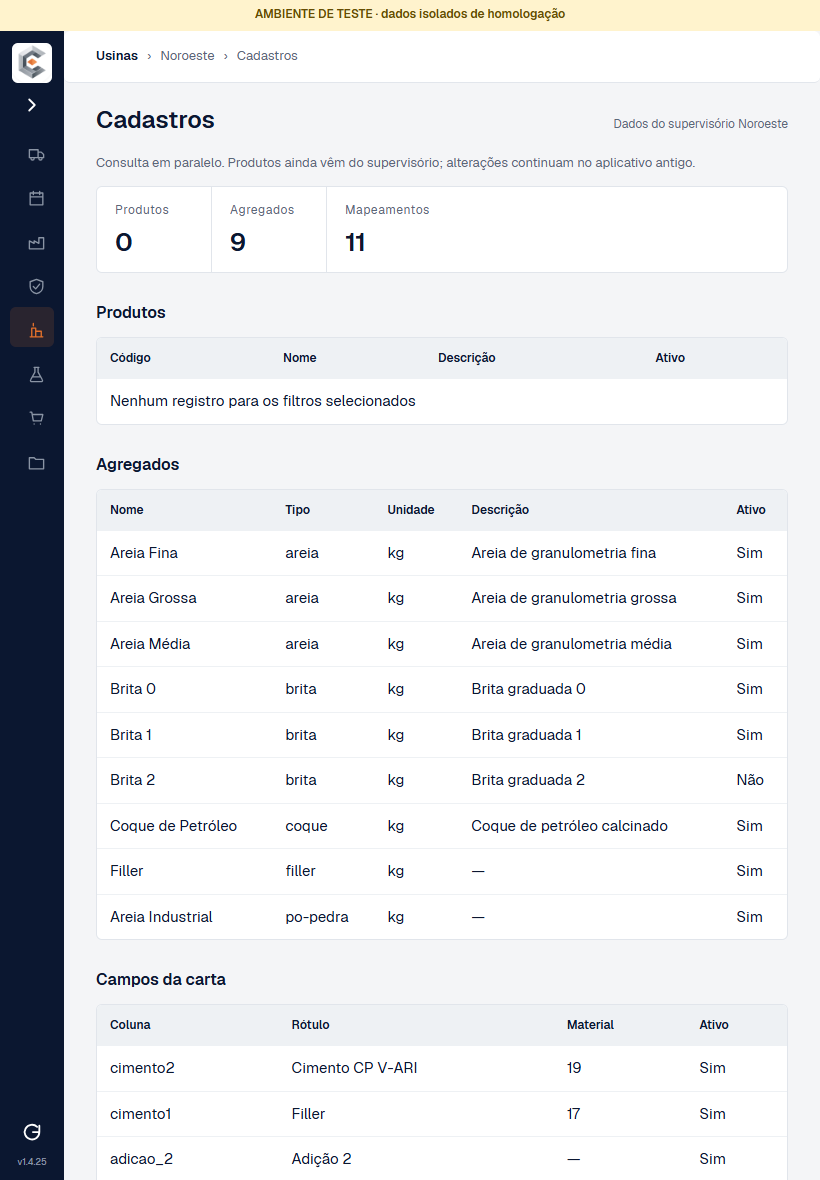 AMBIENTE DE TESTE · dados isolados de homologação
Usinas › Noroeste › Cadastros
Cadastros
Dados do supervisório Noroeste
Consulta em paralelo. Produtos ainda vêm do supervisório; alterações continuam no aplicativo antigo.
Produtos Agregados Mapeamentos
0 9 11
Produtos
Código Nome Descrição Ativo
Nenhum registro para os filtros selecionados
Agregados
Nome Tipo Unidade Descrição Ativo
Areia Fina areia kg Areia de granulometria fina Sim
Areia Grossa areia kg Areia de granulometria grossa Sim
Areia Média areia kg Areia de granulometria média Sim
Brita 0 brita kg Brita graduada 0 Sim
Brita 1 brita kg Brita graduada 1 Sim
Brita 2 brita kg Brita graduada 2 Não
Coque de Petróleo coque kg Coque de petróleo calcinado Sim
Filler filler kg — Sim
Areia Industrial po-pedra kg — Sim
Campos da carta
Coluna Rótulo Material Ativo
cimento2 Cimento CP V-ARI 19 Sim
cimento1 Filler 17 Sim
adicao_2 Adição 2 — Sim
v1.4.25